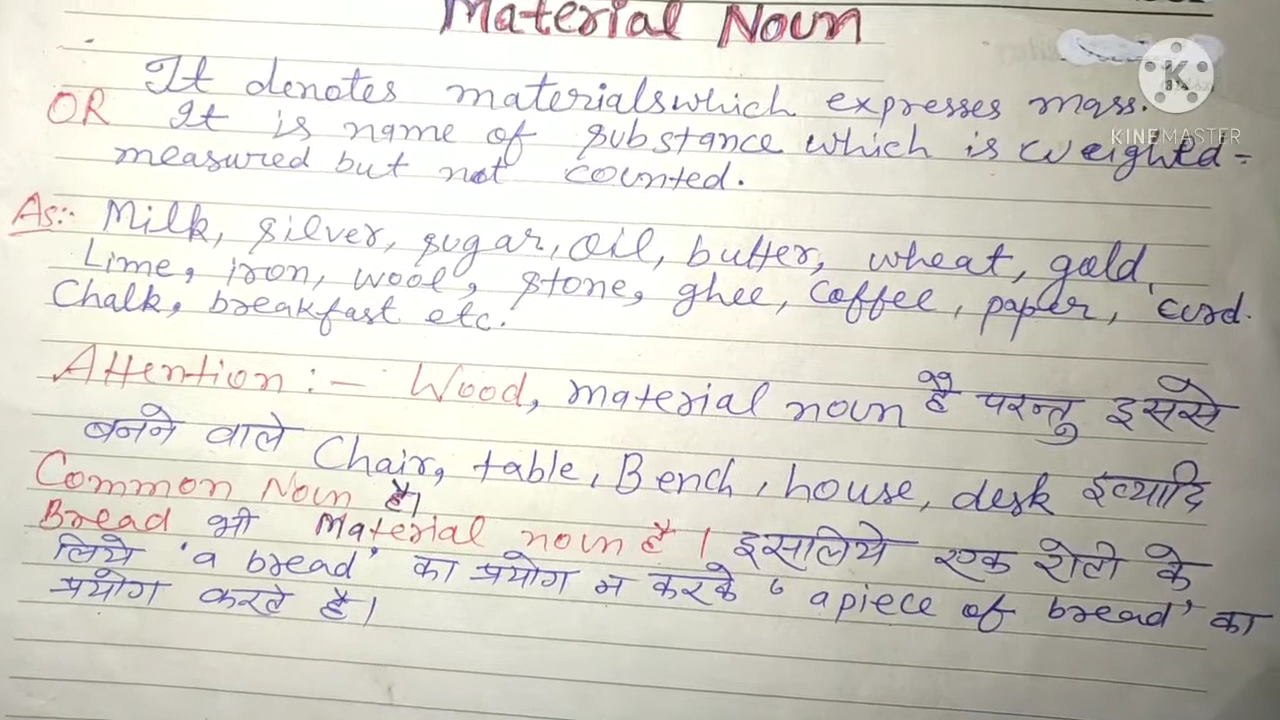 Material Noun
It denotes materials which expresses mass.
OR It is name of substance which is weighted-
measured but not counted.
As:- Milk, silver, sugar, oil, butter, wheat, gold,
Lime, iron, wool, stone, ghee, Coffee, paper, curd.
Chalk, breakfast etc.
Attention :- Wood, material noun है परन्तु इससे
बनने वाले Chair, table, Bench, house, desk इत्यादि
Common Noun है।
Bread भी Material noun है। इसलिये एक रोटी के
लिये 'a bread' का प्रयोग न करके 'a piece of bread' का
प्रयोग करते है।
KINEMASTER